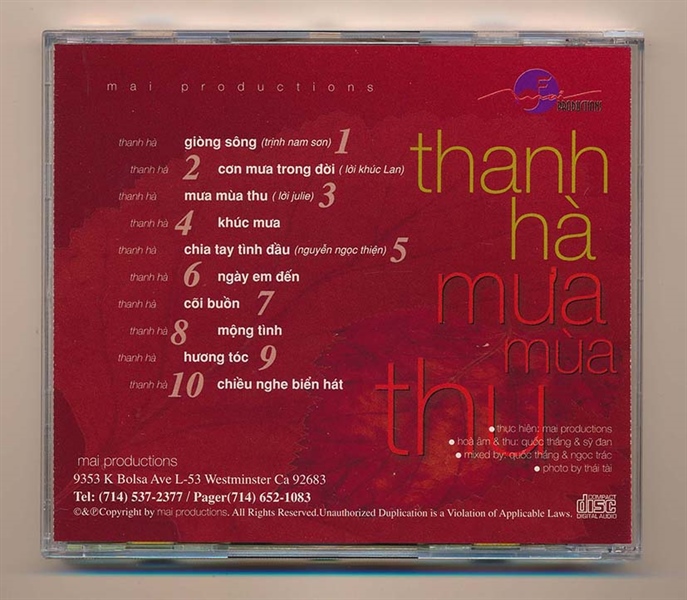 mai productions
mai
PRODUCTIONS
thanh hà giòng sông (trịnh nam sơn) 1
thanh hà 2 cơn mưa trong đời ( lời khúc Lan)
thanh hà mưa mùa thu ( lời julie) 3
thanh hà 4 khúc mưa
thanh hà chia tay tình đầu (nguyễn ngọc thiện) 5
thanh hà 6 ngày em đến
thanh hà cõi buồn 7
thanh hà 8 mộng tình
thanh hà hương tóc 9
thanh hà 10 chiều nghe biển hát
thanh
hà
mưa
mùa
thu
thực hiện: mai productions
hoà âm & thu: quốc thắng & sỹ đan
mixed by: quốc thắng & ngọc trác
photo by thái tài
mai productions
9353 K Bolsa Ave L-53 Westminster Ca 92683
Tel: (714) 537-2377 / Pager(714) 652-1083
©&℗Copyright by mai productions. All Rights Reserved.Unauthorized Duplication is a Violation of Applicable Laws.
COMPACT
disc
DIGITAL AUDIO